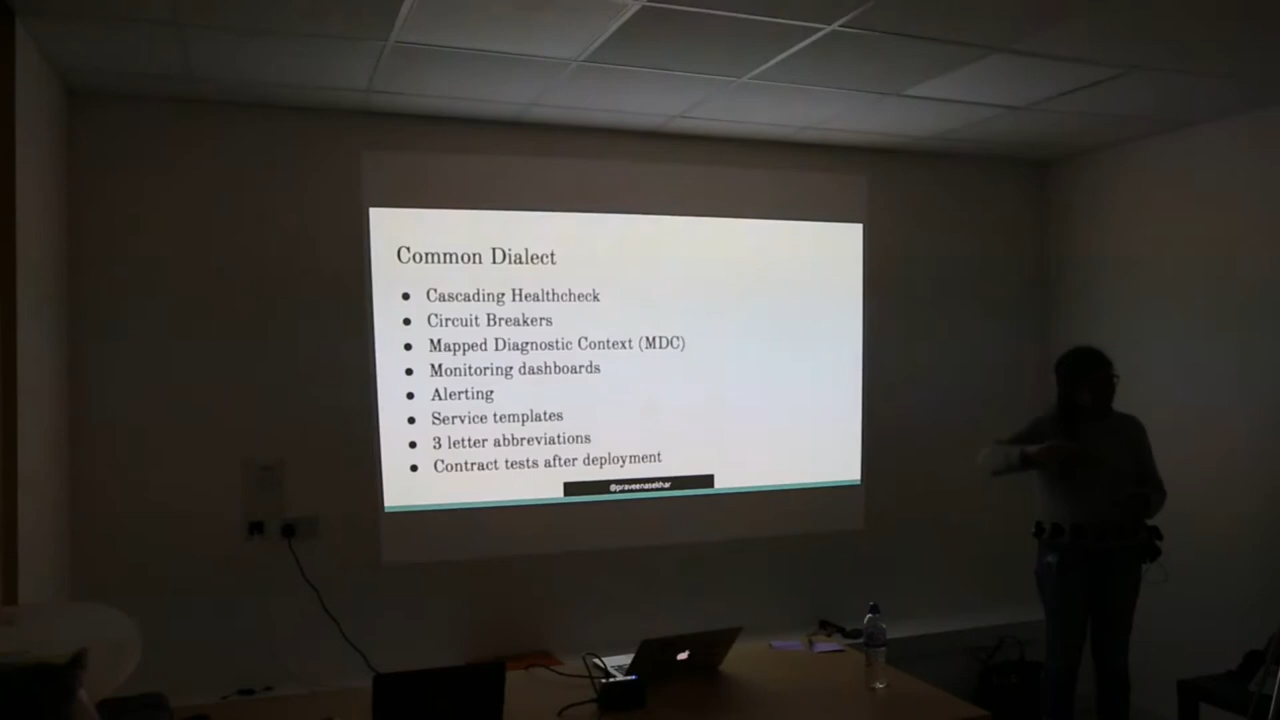 Common Dialect
● Cascading Healthcheck
● Circuit Breakers
● Mapped Diagnostic Context (MDC)
● Monitoring dashboards
● Alerting
● Service templates
● 3 letter abbreviations
● Contract tests after deployment
@praveenasekhar